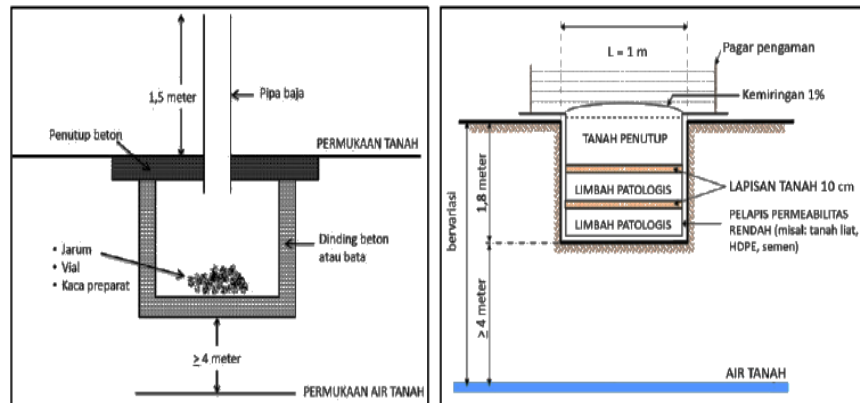 1,5 meter
Pipa baja
Penutup beton
PERMUKAAN TANAH
• Jarum
• Vial
• Kaca preparat
Dinding beton
atau bata
≥ 4 meter
PERMUKAAN AIR TANAH
L = 1 m
Pagar pengaman
Kemiringan 1%
TANAH PENUTUP
bervariasi
1,8 meter
LIMBAH PATOLOGIS
LAPISAN TANAH 10 cm
LIMBAH PATOLOGIS
PELAPIS PERMEABILITAS
RENDAH (misal: tanah liat,
HDPE, semen)
≥ 4 meter
AIR TANAH